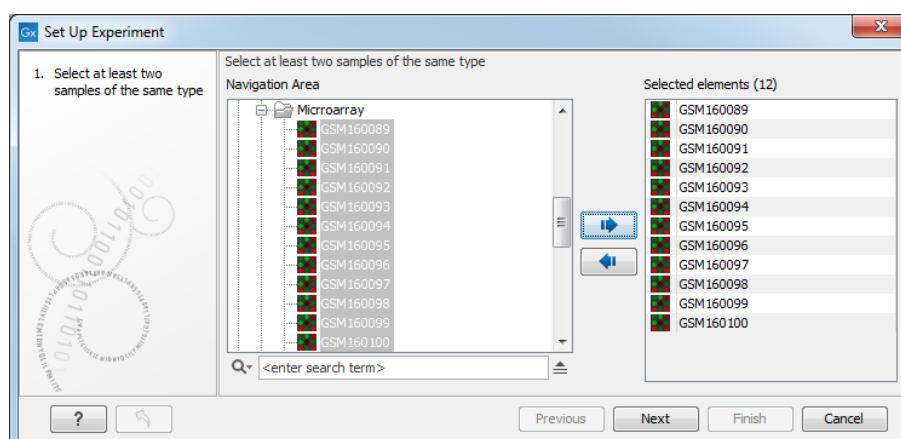 Gx Set Up Experiment
1. Select at least two
samples of the same type
Select at least two samples of the same type
Navigation Area
Micrroarray
GSM160089
GSM160090
GSM160091
GSM160092
GSM160093
GSM160094
GSM160095
GSM160096
GSM160097
GSM160098
GSM160099
GSM160100
<enter search term>
Selected elements (12)
GSM160089
GSM160090
GSM160091
GSM160092
GSM160093
GSM160094
GSM160095
GSM160096
GSM160097
GSM160098
GSM160099
GSM160100
?
Previous
Next
Finish
Cancel